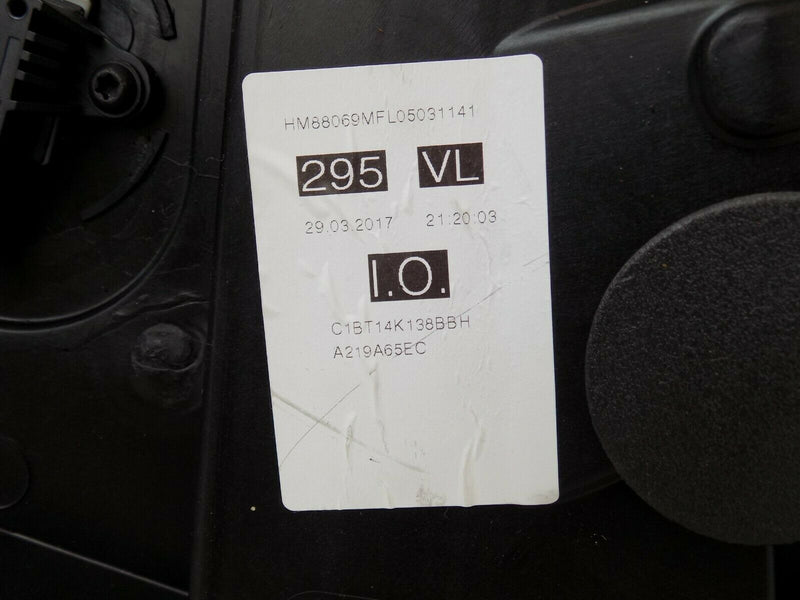 HM88069MFL05031141
295 VL
29.03.2017 21:20:03
I.O.
C1BT14K138BBH
A219A65EC